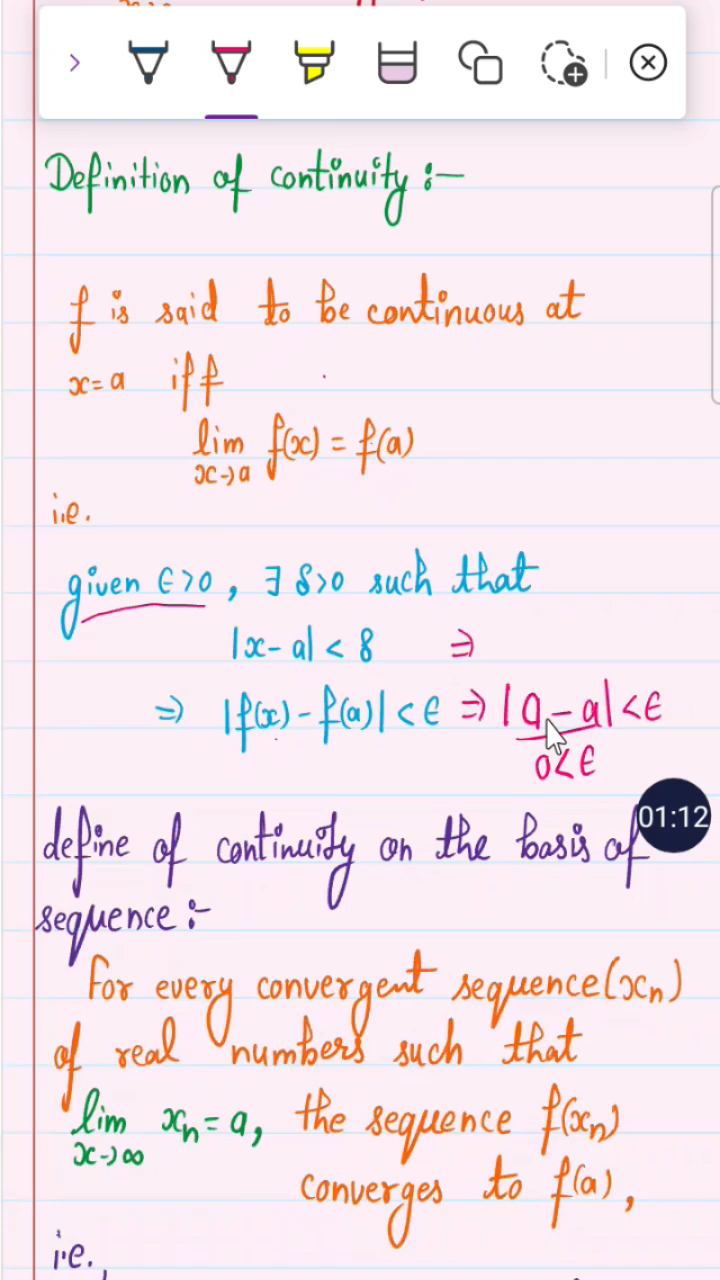 Definition of continuity :-
f is said to be continuous at
x = a iff
lim f(x) = f(a)
x→a
i.e.
given ϵ>0, ∃ δ>0 such that
|x-a| < δ ⇒
⇒ |f(x) - f(a)| < ϵ ⇒ |a-a| < ϵ
0<ϵ
01:12
define of continuity on the basis of
sequence :-
For every convergent sequence (xn)
of real numbers such that
lim xn = a, the sequence f(xn)
x→∞
converges to f(a),
i.e.,